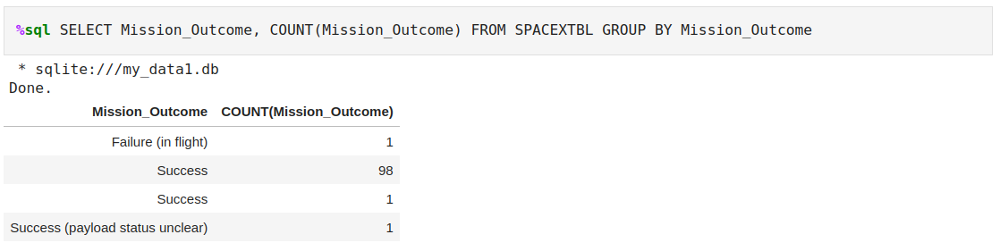 %sql SELECT Mission_Outcome, COUNT(Mission_Outcome) FROM SPACEXTBL GROUP BY Mission_Outcome
* sqlite:///my_data1.db
Done.
Mission_Outcome COUNT(Mission_Outcome)
Failure (in flight) 1
Success 98
Success 1
Success (payload status unclear) 1